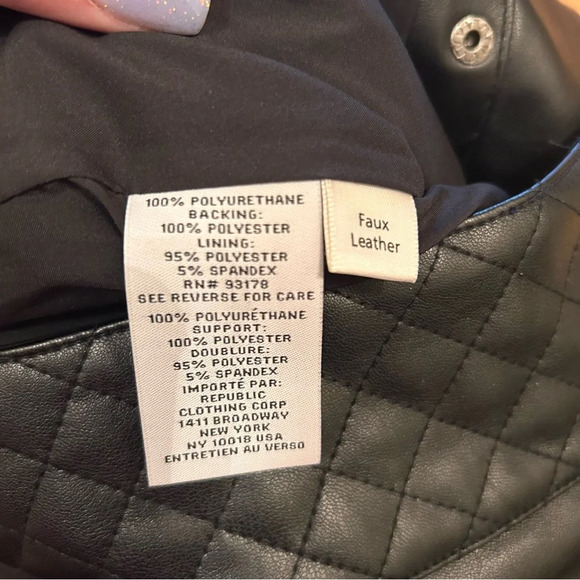 100% POLYURETHANE
BACKING:
100% POLYESTER
LINING:
95% POLYESTER
5% SPANDEX
RN# 93178
SEE REVERSE FOR CARE
100% POLYURÉTHANE
SUPPORT:
100% POLYESTER
DOUBLURE:
95% POLYESTER
5% SPANDEX
IMPORTÉ PAR:
REPUBLIC
CLOTHING CORP
1411 BROADWAY
NEW YORK
NY 10018 USA
ENTRETIEN AU VERSO
Faux
Leather